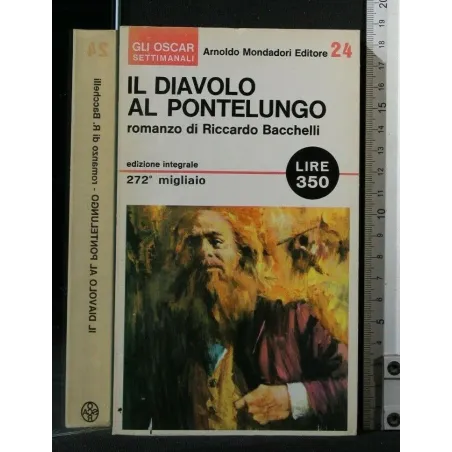 GLI OSCAR
SETTIMANALI
Arnoldo Mondadori Editore 24
IL DIAVOLO
AL PONTELUNGO
romanzo di Riccardo Bacchelli
edizione integrale
272° migliaio
LIRE
350
24
IL DIAVOLO AL PONTELUNGO - romanzo di R. Bacchelli